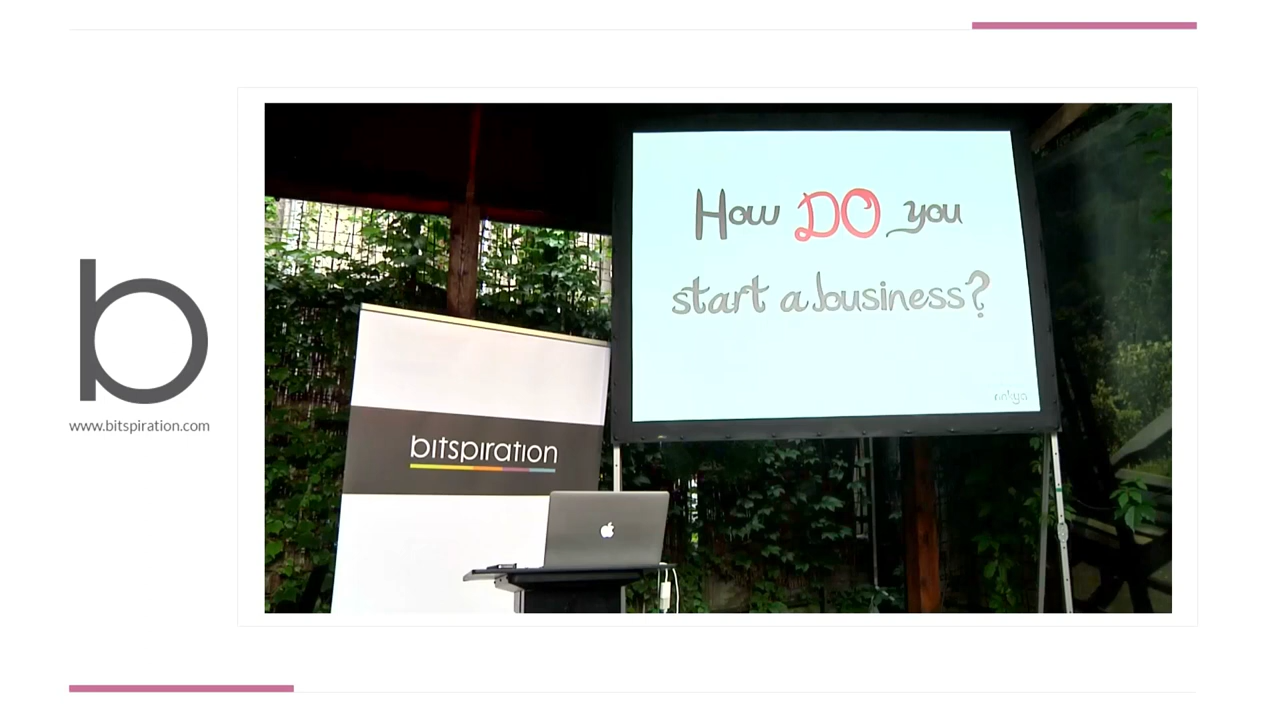 b
www.bitspiration.com
How DO you
start a business?
bitspiration